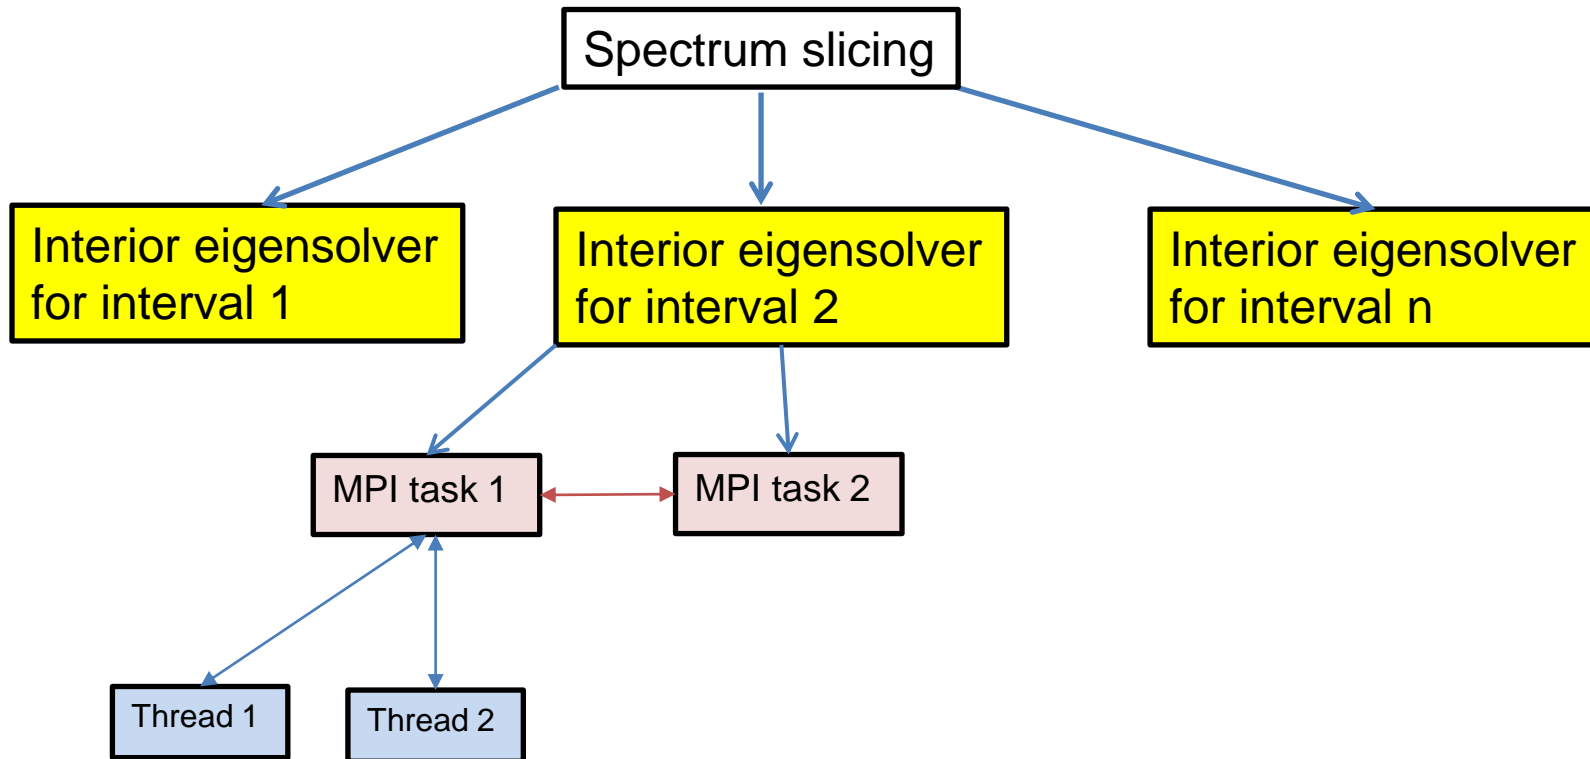 Spectrum slicing
Interior eigensolver
for interval 1
Interior eigensolver
for interval 2
Interior eigensolver
for interval n
MPI task 1
MPI task 2
Thread 1
Thread 2